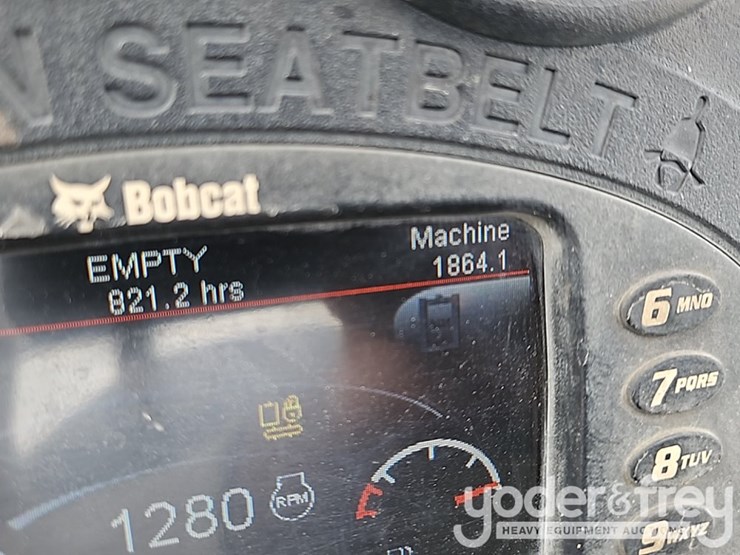 N SEATBELT
Bobcat
EMPTY
821.2 hrs
Machine
1864.1
6 MNO
7 PQRS
8 TUV
9 WXYZ
1280 RPM
yoder&frey
HEAVY EQUIPMENT AUCTIONS